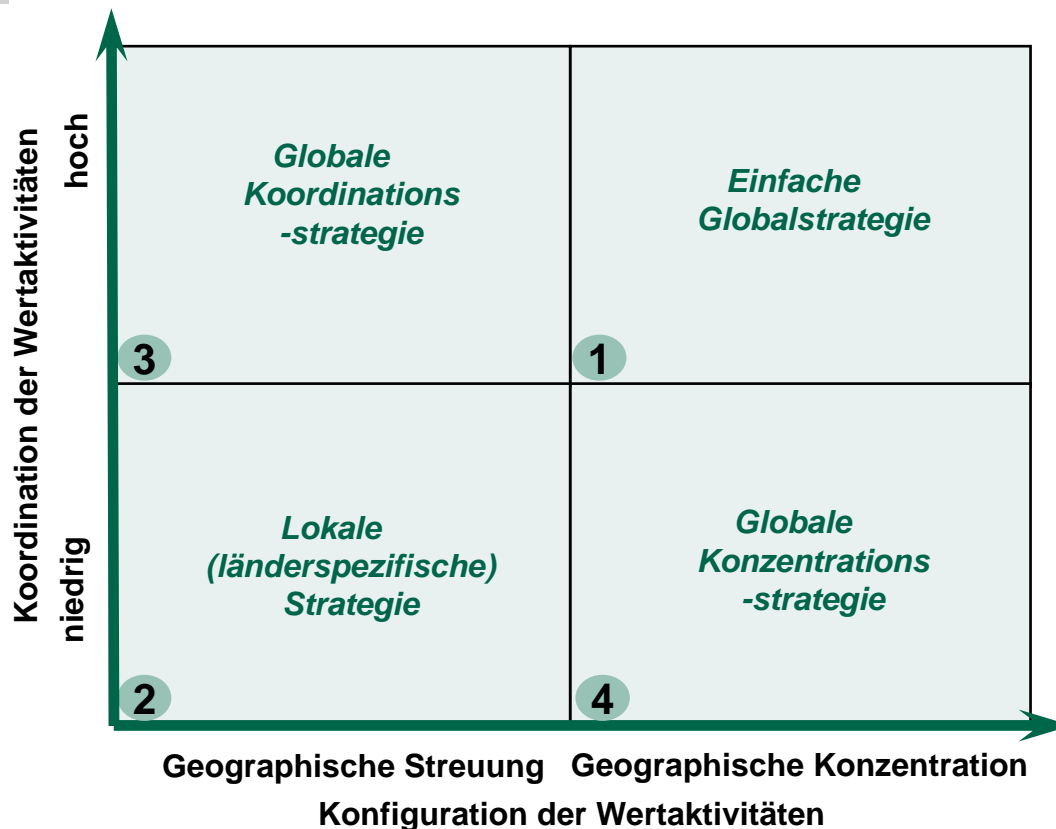 Koordination der Wertaktivitäten
hoch
niedrig
Globale
Koordinations
-strategie
3
Einfache
Globalstrategie
1
Lokale
(länderspezifische)
Strategie
2
Globale
Konzentrations
-strategie
4
Geographische Streuung
Geographische Konzentration
Konfiguration der Wertaktivitäten